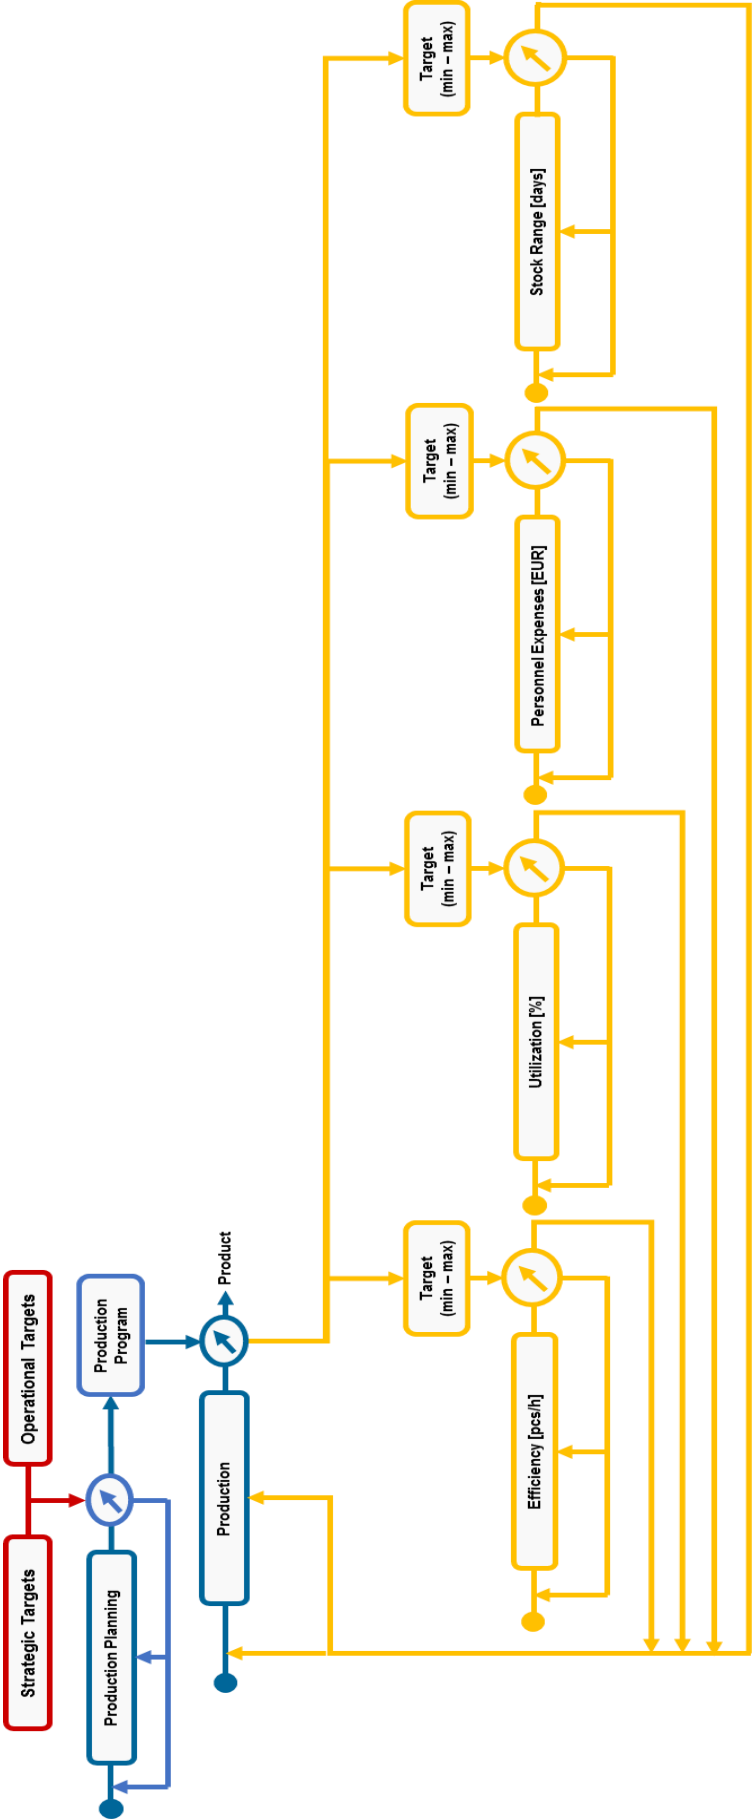 Strategic Targets
Operational Targets
Production Planning
Production
Program
Production
Product
Target
(min – max)
Target
(min – max)
Target
(min – max)
Target
(min – max)
Efficiency [pcs/h]
Utilization [%]
Personnel Expenses [EUR]
Stock Range [days]